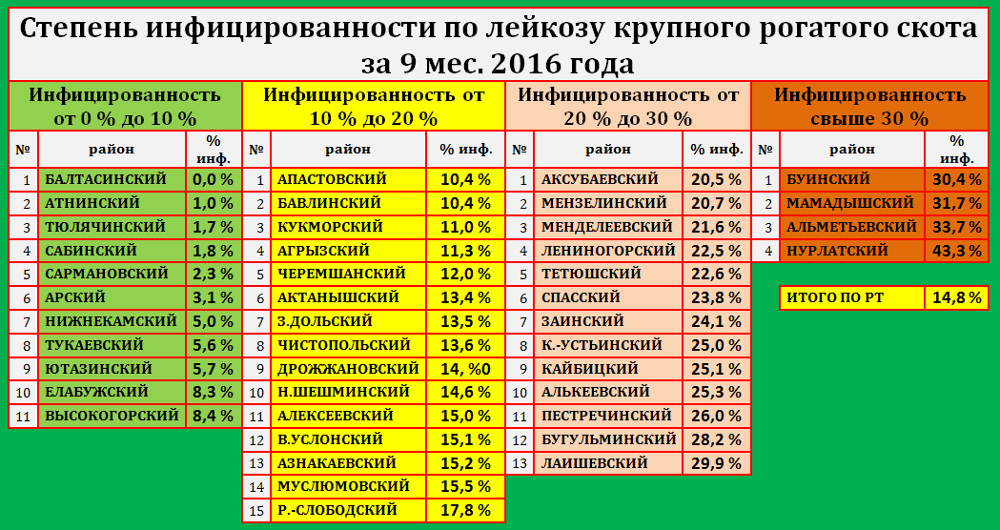 Степень инфицированности по лейкозу крупного рогатого скота
за 9 мес. 2016 года
Инфицированность
от 0 % до 10 %
№ район % инф.
1 БАЛТАСИНСКИЙ 0,0 %
2 АТНИНСКИЙ 1,0 %
3 ТЮЛЯЧИНСКИЙ 1,7 %
4 САБИНСКИЙ 1,8 %
5 САРМАНОВСКИЙ 2,3 %
6 АРСКИЙ 3,1 %
7 НИЖНЕКАМСКИЙ 5,0 %
8 ТУКАЕВСКИЙ 5,6 %
9 ЮТАЗИНСКИЙ 5,7 %
10 ЕЛАБУЖСКИЙ 8,3 %
11 ВЫСОКОГОРСКИЙ 8,4 %
Инфицированность от
10 % до 20 %
№ район % инф.
1 АПАСТОВСКИЙ 10,4 %
2 БАВЛИНСКИЙ 10,4 %
3 КУКМОРСКИЙ 11,0 %
4 АГРЫЗСКИЙ 11,3 %
5 ЧЕРЕМШАНСКИЙ 12,0 %
6 АКТАНЫШСКИЙ 13,4 %
7 З.ДОЛЬСКИЙ 13,5 %
8 ЧИСТОПОЛЬСКИЙ 13,6 %
9 ДРОЖЖАНОВСКИЙ 14, %0
10 Н.ШЕШМИНСКИЙ 14,6 %
11 АЛЕКСЕЕВСКИЙ 15,0 %
12 В.УСЛОНСКИЙ 15,1 %
13 АЗНАКАЕВСКИЙ 15,2 %
14 МУСЛЮМОВСКИЙ 15,5 %
15 Р.-СЛОБОДСКИЙ 17,8 %
Инфицированность от
20 % до 30 %
№ район % инф.
1 АКСУБАЕВСКИЙ 20,5 %
2 МЕНЗЕЛИНСКИЙ 20,7 %
3 МЕНДЕЛЕЕВСКИЙ 21,6 %
4 ЛЕНИНОГОРСКИЙ 22,5 %
5 ТЕТЮШСКИЙ 22,6 %
6 СПАССКИЙ 23,8 %
7 ЗАИНСКИЙ 24,1 %
8 К.-УСТЬИНСКИЙ 25,0 %
9 КАЙБИЦКИЙ 25,1 %
10 АЛЬКЕЕВСКИЙ 25,3 %
11 ПЕСТРЕЧИНСКИЙ 26,0 %
12 БУГУЛЬМИНСКИЙ 28,2 %
13 ЛАИШЕВСКИЙ 29,9 %
Инфицированность
свыше 30 %
№ район % инф.
1 БУИНСКИЙ 30,4 %
2 МАМАДЫШСКИЙ 31,7 %
3 АЛЬМЕТЬЕВСКИЙ 33,7 %
4 НУРЛАТСКИЙ 43,3 %
ИТОГО ПО РТ 14,8 %